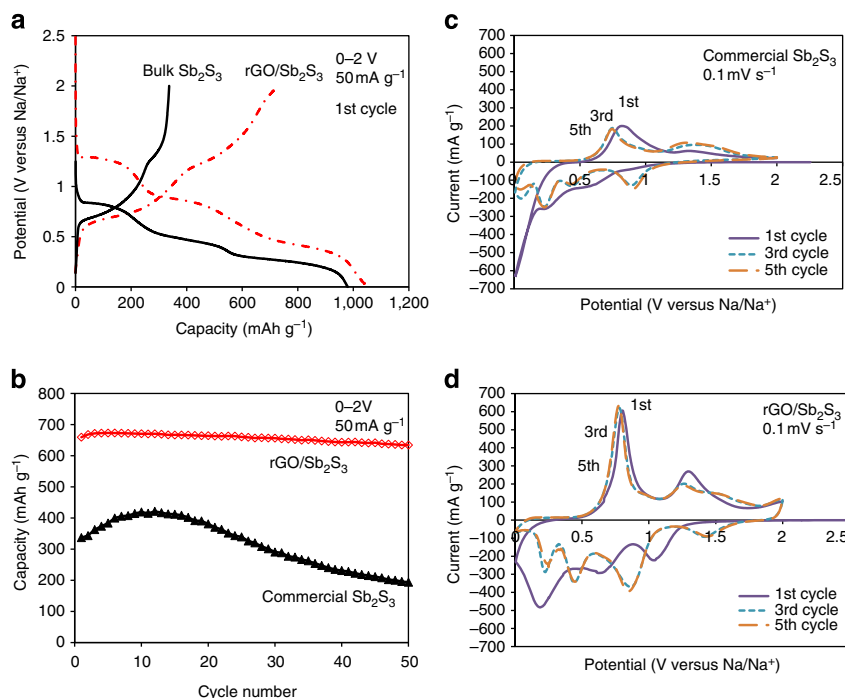 a
2.5
2
1.5
1
0.5
0
Potential (V versus Na/Na⁺)
Bulk Sb₂S₃
rGO/Sb₂S₃
0–2 V
50 mA g⁻¹
1st cycle
0 200 400 600 800 1,000 1,200
Capacity (mAh g⁻¹)
b
800
700
600
500
400
300
200
100
0
Capacity (mAh g⁻¹)
0–2V
50 mA g⁻¹
rGO/Sb₂S₃
Commercial Sb₂S₃
0 10 20 30 40 50
Cycle number
c
700
600
500
400
300
200
100
0
–100
–200
–300
–400
–500
–600
–700
Current (mA g⁻¹)
Commercial Sb₂S₃
0.1 mV s⁻¹
1st
3rd
5th
0 0.5 1 1.5 2 2.5
1st cycle
3rd cycle
5th cycle
Potential (V versus Na/Na⁺)
d
700
600
500
400
300
200
100
0
–100
–200
–300
–400
–500
–600
–700
Current (mA g⁻¹)
rGO/Sb₂S₃
0.1 mV s⁻¹
1st
3rd
5th
0 0.5 1 1.5 2 2.5
1st cycle
3rd cycle
5th cycle
Potential (V versus Na/Na⁺)